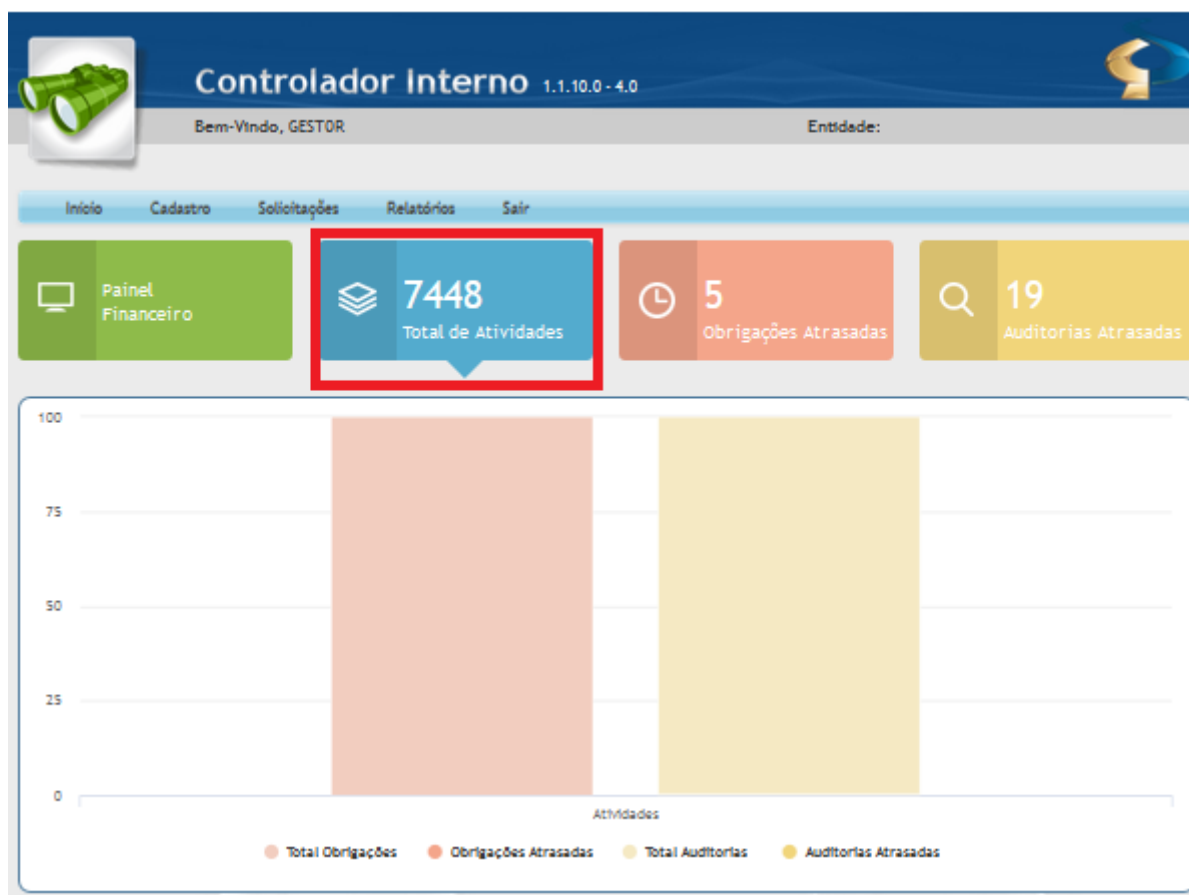 Controlador Interno 1.1.10.0 - 4.0
Bem-Vindo, GEST0R
Entidade:
Início Cadastro Solicitações Relatórios Sair
Painel
Financeiro
7448
Total de Atividades
5
Obrigações Atrasadas
19
Auditorias Atrasadas
100
75
50
25
0
Atividades
Total Obrigações Obrigações Atrasadas Total Auditorias Auditorias Atrasadas